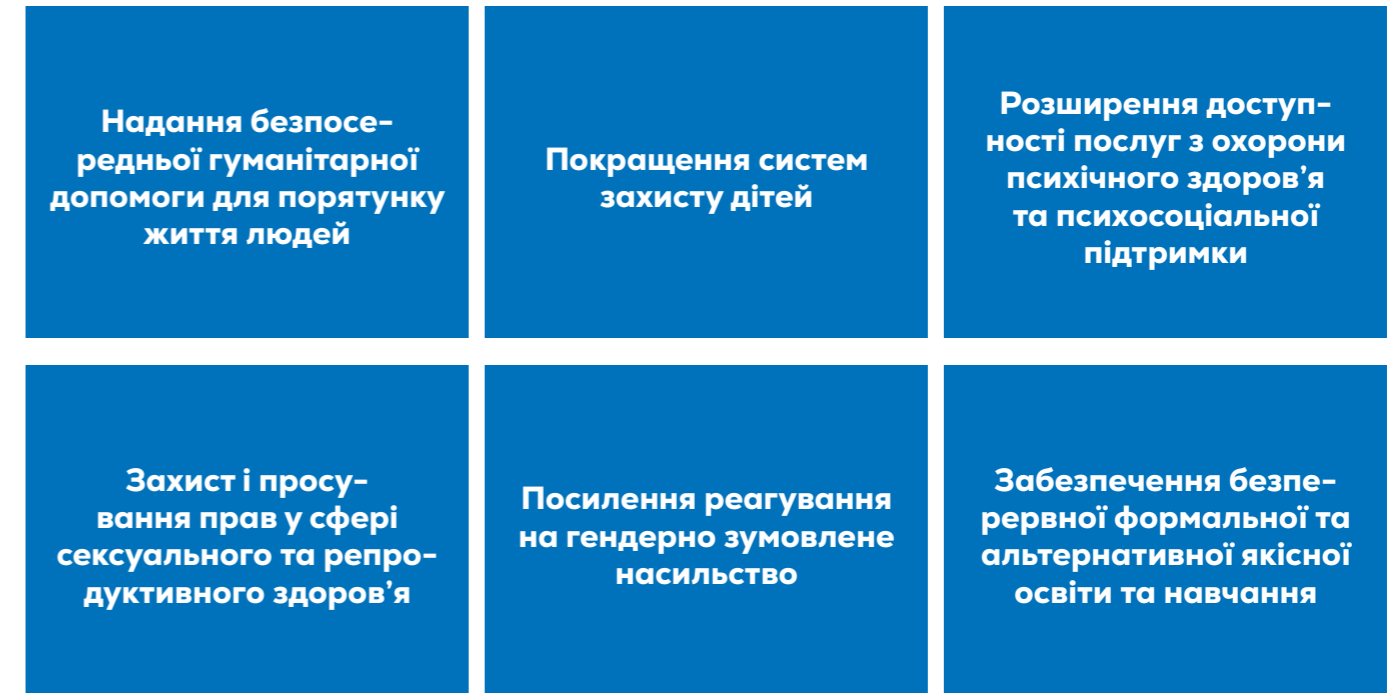 Надання безпосе-
редньої гуманітарної
допомоги для порятунку
життя людей
Покращення систем
захисту дітей
Розширення доступ-
ності послуг з охорони
психічного здоров’я
та психосоціальної
підтримки
Захист і просу-
вання прав у сфері
сексуального та репро-
дуктивного здоров’я
Посилення реагування
на гендерно зумовлене
насильство
Забезпечення безпе-
рервної формальної та
альтернативної якісної
освіти та навчання